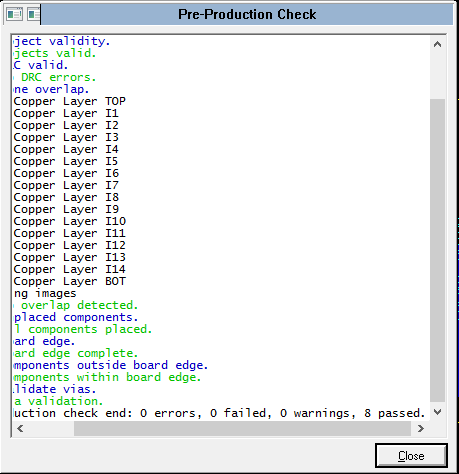 Pre-Production Check
ject validity.
jects valid.
C valid.
DRC errors.
ne overlap.
Copper Layer TOP
Copper Layer I1
Copper Layer I2
Copper Layer I3
Copper Layer I4
Copper Layer I5
Copper Layer I6
Copper Layer I7
Copper Layer I8
Copper Layer I9
Copper Layer I10
Copper Layer I11
Copper Layer I12
Copper Layer I13
Copper Layer I14
Copper Layer BOT
ng images
overlap detected.
placed components.
l components placed.
ard edge.
ard edge complete.
mponents outside board edge.
mponents within board edge.
lidate vias.
a validation.
uction check end: 0 errors, 0 failed, 0 warnings, 8 passed.
Close